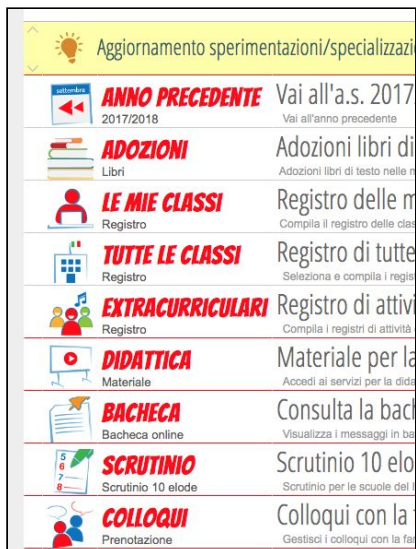 Aggiornamento sperimentazioni/specializzazi
settembre
ANNO PRECEDENTE Vai all'a.s. 2017
2017/2018 Vai all'anno precedente
ADOZIONI Adozioni libri di
Libri Adozioni libri di testo nelle
LE MIE CLASSI Registro delle
Registro Compila il registro delle clas
TUTTE LE CLASSI Registro di tutte
Registro Seleziona e compila i regis
EXTRACURRICULARI Registro di attivi
Registro Compila i registri di attività
DIDATTICA Materiale per la
Materiale Accedi ai servizi per la dida
BACHECA Consulta la bach
Bacheca online Visualizza i messaggi in ba
5 6 7 8 SCRUTINIO Scrutinio 10 elo
Scrutinio 10 elode Scrutinio per le scuole del
COLLOQUI Colloqui con la
Prenotazione Gestisci i colloqui con la fa